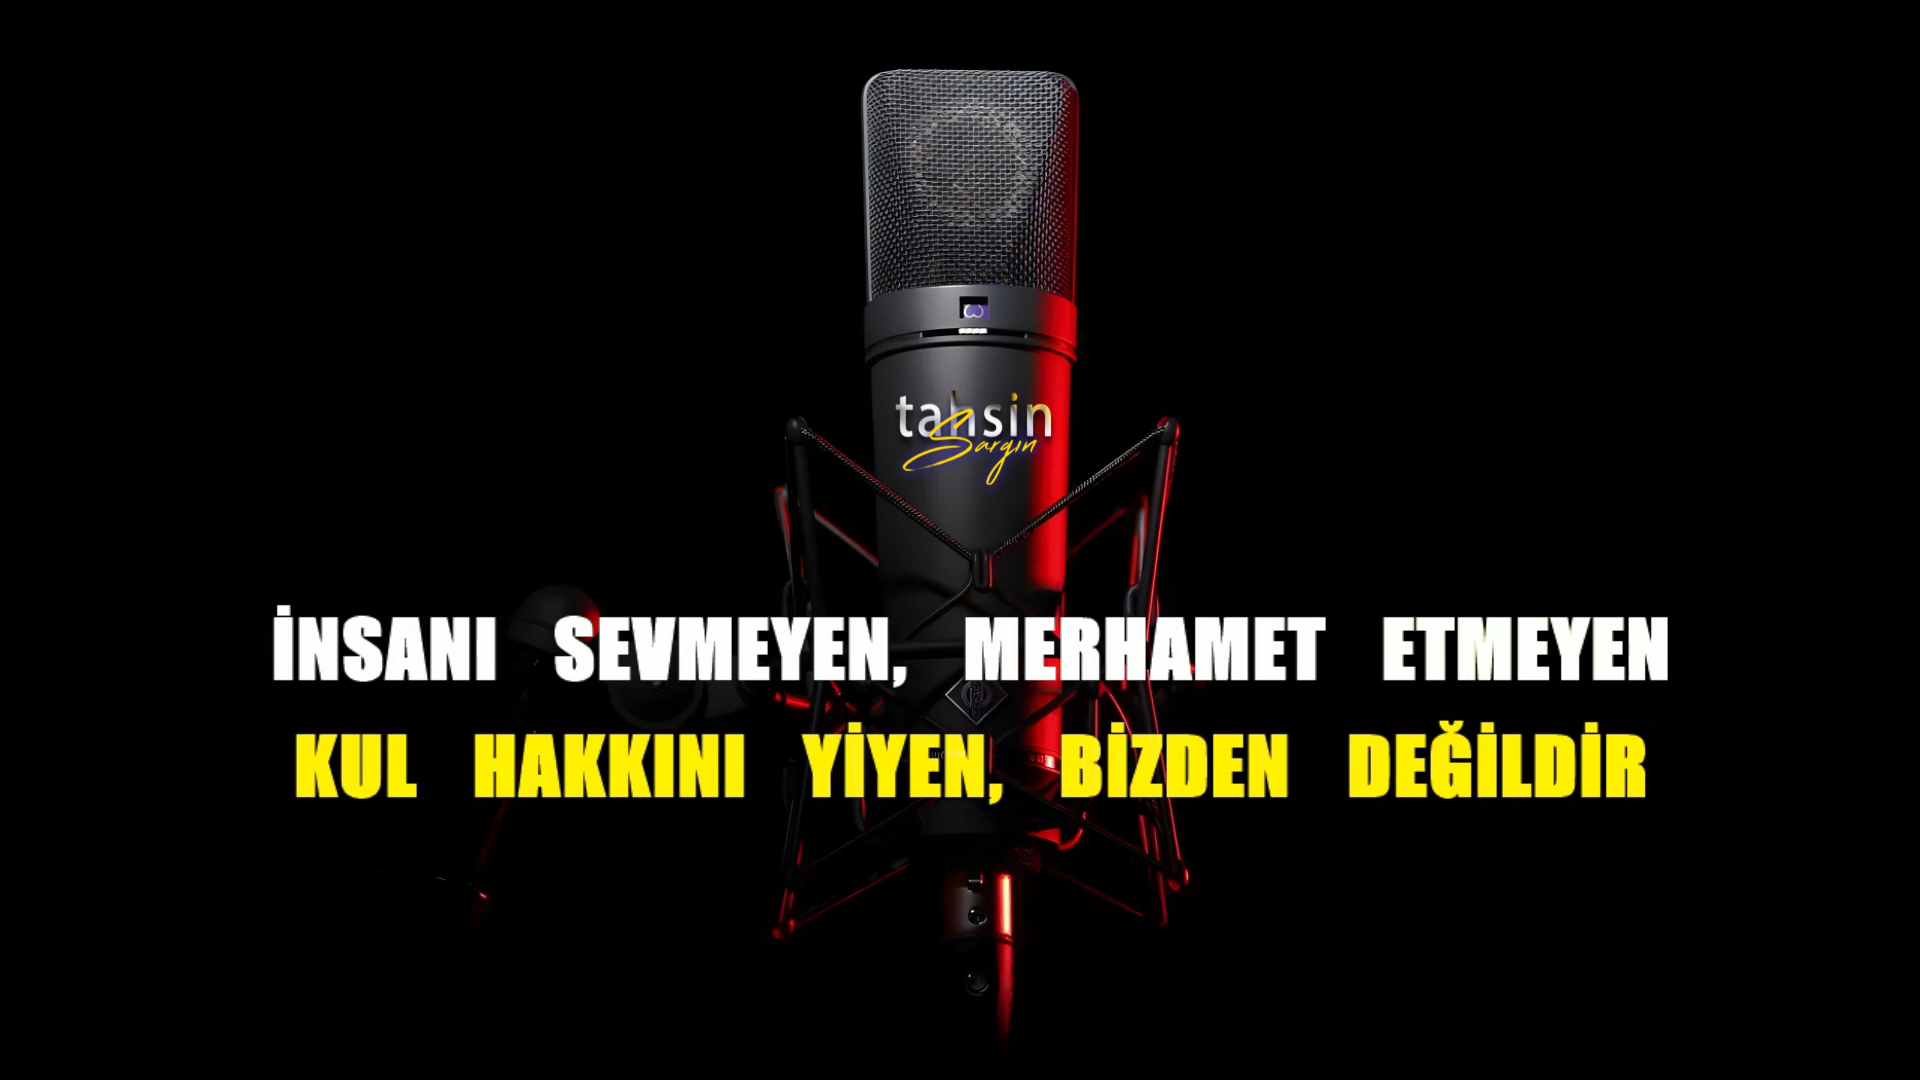 tahsin
Sargın
İNSANI SEVMEYEN, MERHAMET ETMEYEN
KUL HAKKINI YİYEN, BİZDEN DEĞİLDİR